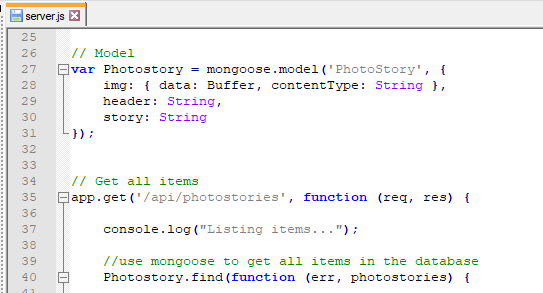 server.js
25
26 // Model
27 var Photostory = mongoose.model('PhotoStory', {
28 img: { data: Buffer, contentType: String },
29 header: String,
30 story: String
31 });
32
33
34 // Get all items
35 app.get('/api/photostories', function (req, res) {
36
37 console.log("Listing items...");
38
39 //use mongoose to get all items in the database
40 Photostory.find(function (err, photostories) {